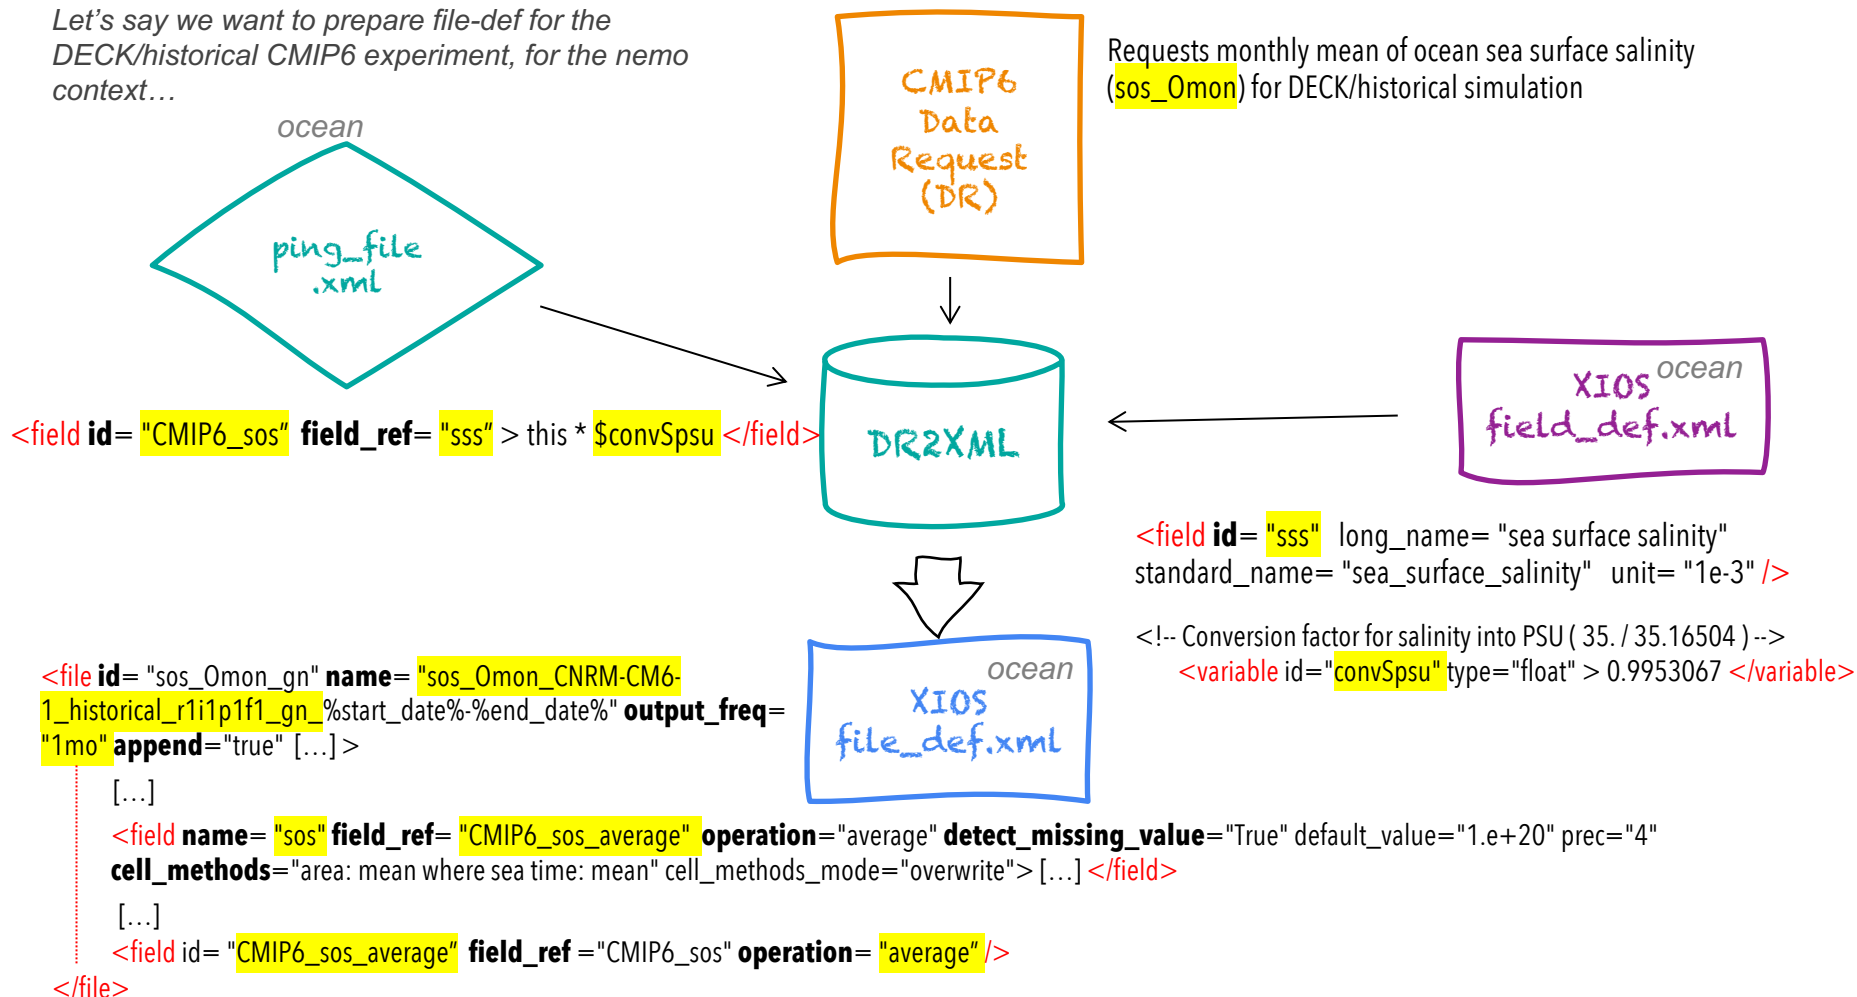 Let's say we want to prepare file-def for the
DECK/historical CMIP6 experiment, for the nemo
context…
CMIP6
Data
Request
(DR)
Requests monthly mean of ocean sea surface salinity
(sos_Omon) for DECK/historical simulation
ocean
ping_file
.xml
<field id= "CMIP6_sos" field_ref= "sss" > this * $convSpsu </field>
DR2XML
ocean
XIOS
field_def.xml
<field id= "sss" long_name= "sea surface salinity"
standard_name= "sea_surface_salinity" unit= "1e-3" />
<!-- Conversion factor for salinity into PSU ( 35. / 35.16504 ) -->
<variable id="convSpsu" type="float" > 0.9953067 </variable>
ocean
XIOS
file_def.xml
<file id= "sos_Omon_gn" name= "sos_Omon_CNRM-CM6-
1_historical_r1i1p1f1_gn_%start_date%-%end_date%" output_freq=
"1mo" append="true" […] >
[…]
<field name= "sos" field_ref= "CMIP6_sos_average" operation="average" detect_missing_value="True" default_value="1.e+20" prec="4"
cell_methods="area: mean where sea time: mean" cell_methods_mode="overwrite"> […] </field>
[…]
<field id= "CMIP6_sos_average" field_ref ="CMIP6_sos" operation= "average" />
</file>